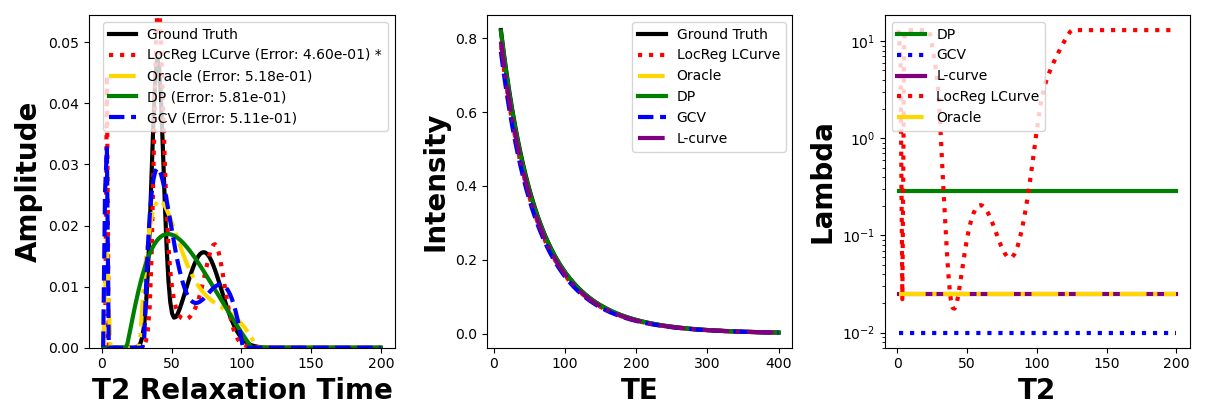 Amplitude
0.05
0.04
0.03
0.02
0.01
0.00
Ground Truth
LocReg LCurve (Error: 4.60e-01) *
Oracle (Error: 5.18e-01)
DP (Error: 5.81e-01)
GCV (Error: 5.11e-01)
0 50 100 150 200
T2 Relaxation Time
Intensity
0.8
0.6
0.4
0.2
0.0
Ground Truth
LocReg LCurve
Oracle
DP
GCV
L-curve
0 100 200 300 400
TE
Lambda
10¹
10⁰
10⁻¹
10⁻²
DP
GCV
L-curve
LocReg LCurve
Oracle
0 50 100 150 200
T2